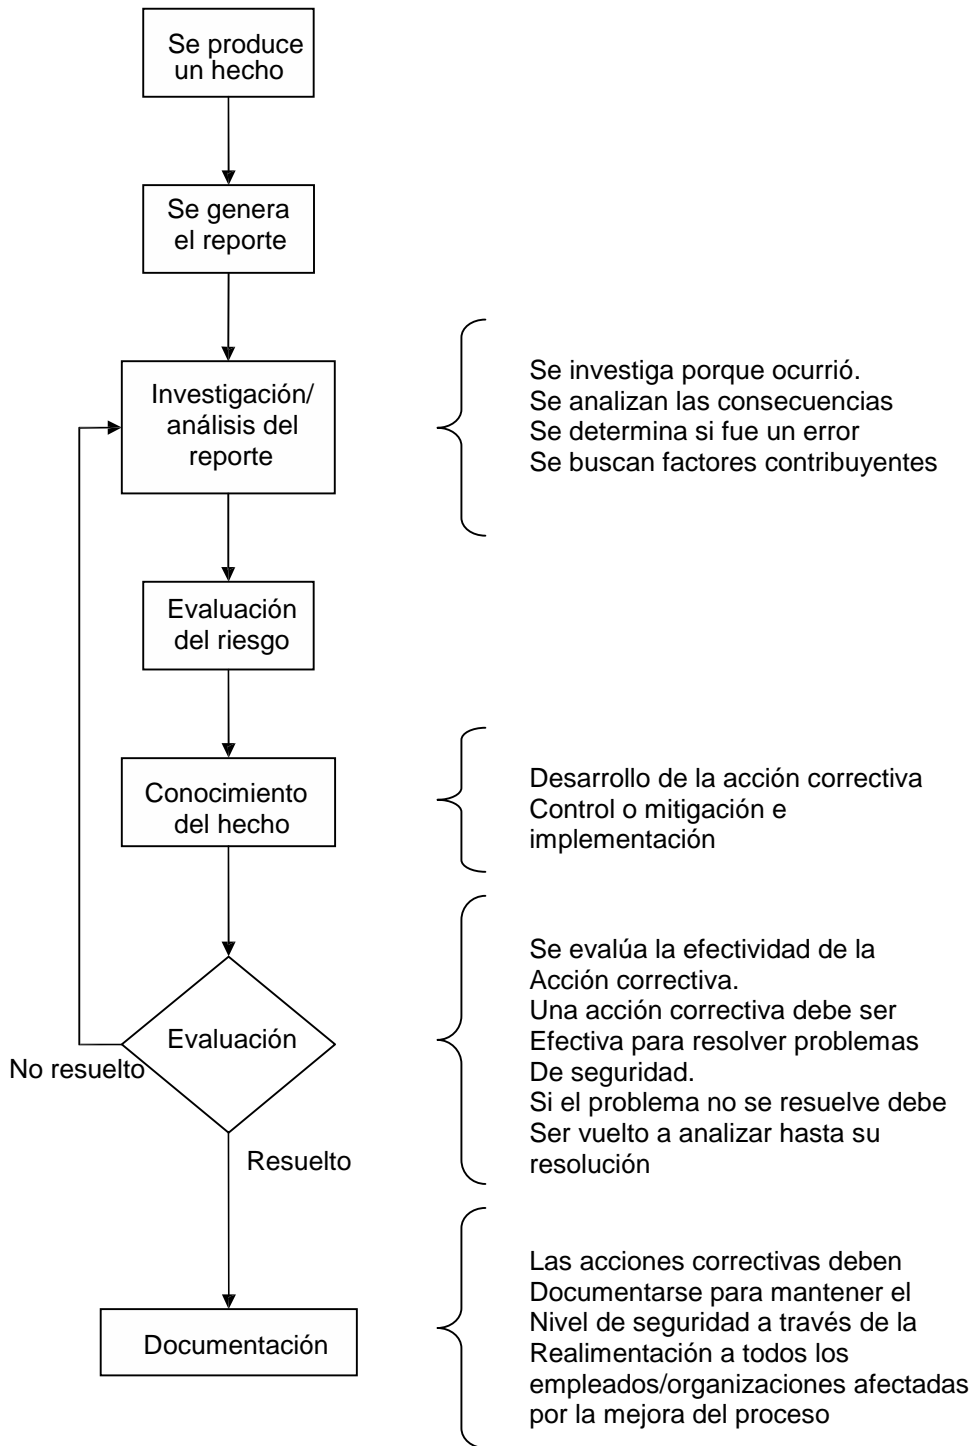 Se produce
un hecho
Se genera
el reporte
Investigación/
análisis del
reporte
Se investiga porque ocurrió.
Se analizan las consecuencias
Se determina si fue un error
Se buscan factores contribuyentes
Evaluación
del riesgo
Conocimiento
del hecho
Desarrollo de la acción correctiva
Control o mitigación e
implementación
Evaluación
No resuelto
Resuelto
Se evalúa la efectividad de la
Acción correctiva.
Una acción correctiva debe ser
Efectiva para resolver problemas
De seguridad.
Si el problema no se resuelve debe
Ser vuelto a analizar hasta su
resolución
Documentación
Las acciones correctivas deben
Documentarse para mantener el
Nivel de seguridad a través de la
Realimentación a todos los
empleados/organizaciones afectadas
por la mejora del proceso